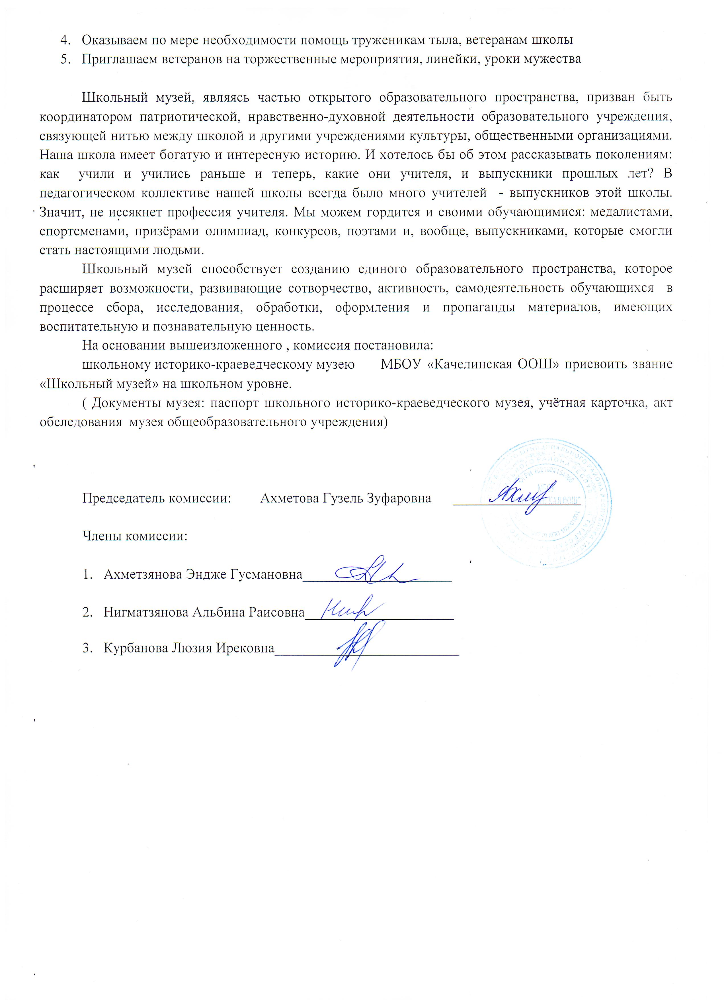 4. Оказываем по мере необходимости помощь труженикам тыла, ветеранам школы
5. Приглашаем ветеранов на торжественные мероприятия, линейки, уроки мужества
Школьный музей, являясь частью открытого образовательного пространства, призван быть
координатором патриотической, нравственно-духовной деятельности образовательного учреждения,
связующей нитью между школой и другими учреждениями культуры, общественными организациями.
Наша школа имеет богатую и интересную историю. И хотелось бы об этом рассказывать поколениям:
как учили и учились раньше и теперь, какие они учителя, и выпускники прошлых лет? В
педагогическом коллективе нашей школы всегда было много учителей - выпускников этой школы.
Значит, не иссякнет профессия учителя. Мы можем гордится и своими обучающимися: медалистами,
спортсменами, призёрами олимпиад, конкурсов, поэтами и, вообще, выпускниками, которые смогли
стать настоящими людьми.
Школьный музей способствует созданию единого образовательного пространства, которое
расширяет возможности, развивающие сотворчество, активность, самодеятельность обучающихся в
процессе сбора, исследования, обработки, оформления и пропаганды материалов, имеющих
воспитательную и познавательную ценность.
На основании вышеизложенного , комиссия постановила:
школьному историко-краеведческому музею МБОУ «Качелинская ООШ» присвоить звание
«Школьный музей» на школьном уровне.
( Документы музея: паспорт школьного историко-краеведческого музея, учётная карточка, акт
обследования музея общеобразовательного учреждения)
МУНИЦИПАЛЬНОГО РАЙОНА РЕСПУБЛИКА
МБОУ
Председатель комиссии: Ахметова Гузель Зуфаровна
Члены комиссии:
1. Ахметзянова Эндже Гусмановна
2. Нигматзянова Альбина Раисовна
3. Курбанова Люзия Ирековна